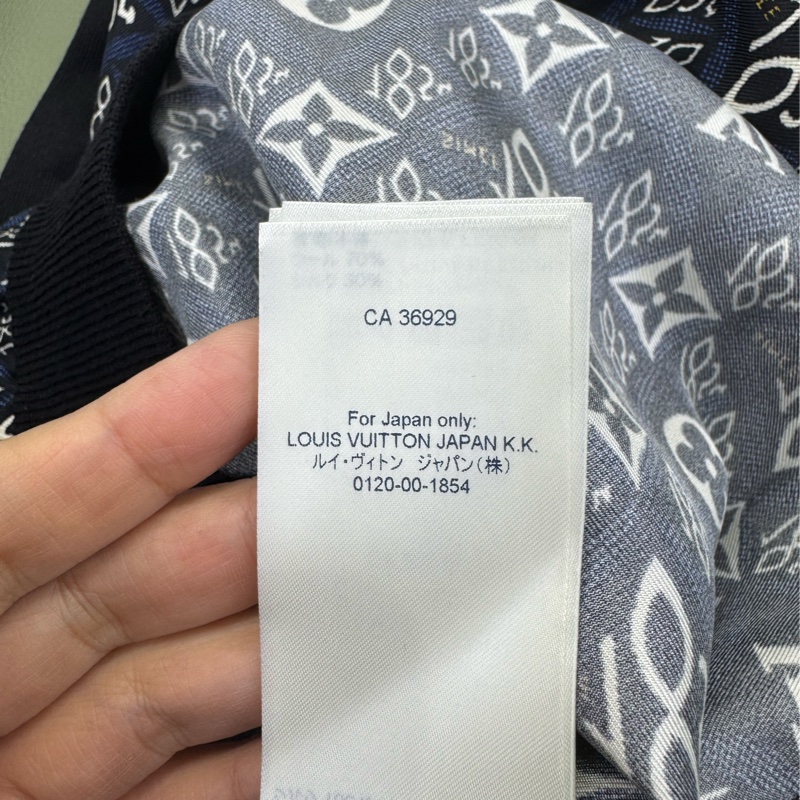 CA 36929
For Japan only:
LOUIS VUITTON JAPAN K.K.
ルイ・ヴィトン ジャパン(株)
0120-00-1854